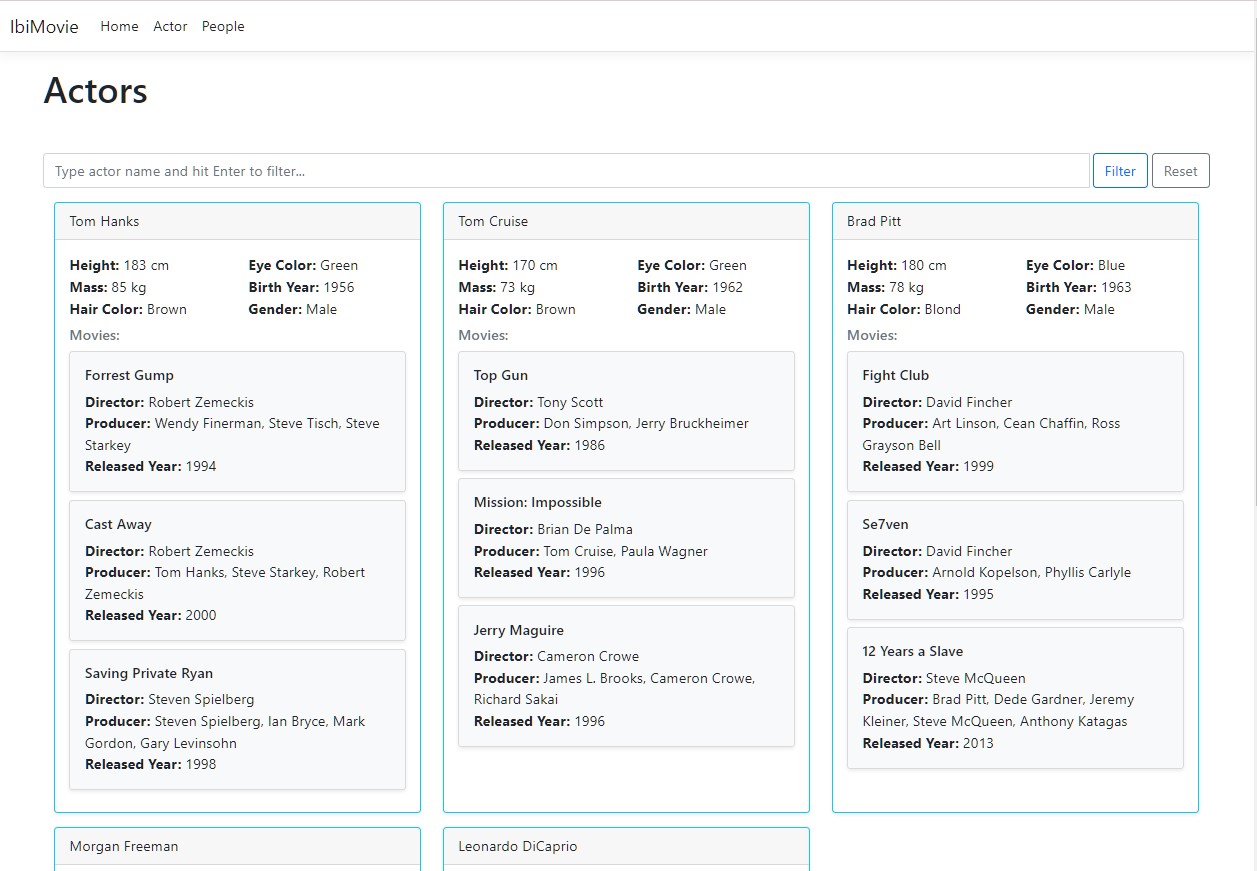 IbiMovie Home Actor People
Actors
Type actor name and hit Enter to filter...
Filter
Reset
Tom Hanks
Height: 183 cm
Mass: 85 kg
Hair Color: Brown
Eye Color: Green
Birth Year: 1956
Gender: Male
Movies:
Forrest Gump
Director: Robert Zemeckis
Producer: Wendy Finerman, Steve Tisch, Steve
Starkey
Released Year: 1994
Cast Away
Director: Robert Zemeckis
Producer: Tom Hanks, Steve Starkey, Robert
Zemeckis
Released Year: 2000
Saving Private Ryan
Director: Steven Spielberg
Producer: Steven Spielberg, Ian Bryce, Mark
Gordon, Gary Levinsohn
Released Year: 1998
Tom Cruise
Height: 170 cm
Mass: 73 kg
Hair Color: Brown
Eye Color: Green
Birth Year: 1962
Gender: Male
Movies:
Top Gun
Director: Tony Scott
Producer: Don Simpson, Jerry Bruckheimer
Released Year: 1986
Mission: Impossible
Director: Brian De Palma
Producer: Tom Cruise, Paula Wagner
Released Year: 1996
Jerry Maguire
Director: Cameron Crowe
Producer: James L. Brooks, Cameron Crowe,
Richard Sakai
Released Year: 1996
Brad Pitt
Height: 180 cm
Mass: 78 kg
Hair Color: Blond
Eye Color: Blue
Birth Year: 1963
Gender: Male
Movies:
Fight Club
Director: David Fincher
Producer: Art Linson, Cean Chaffin, Ross
Grayson Bell
Released Year: 1999
Se7ven
Director: David Fincher
Producer: Arnold Kopelson, Phyllis Carlyle
Released Year: 1995
12 Years a Slave
Director: Steve McQueen
Producer: Brad Pitt, Dede Gardner, Jeremy
Kleiner, Steve McQueen, Anthony Katagas
Released Year: 2013
Morgan Freeman
Leonardo DiCaprio